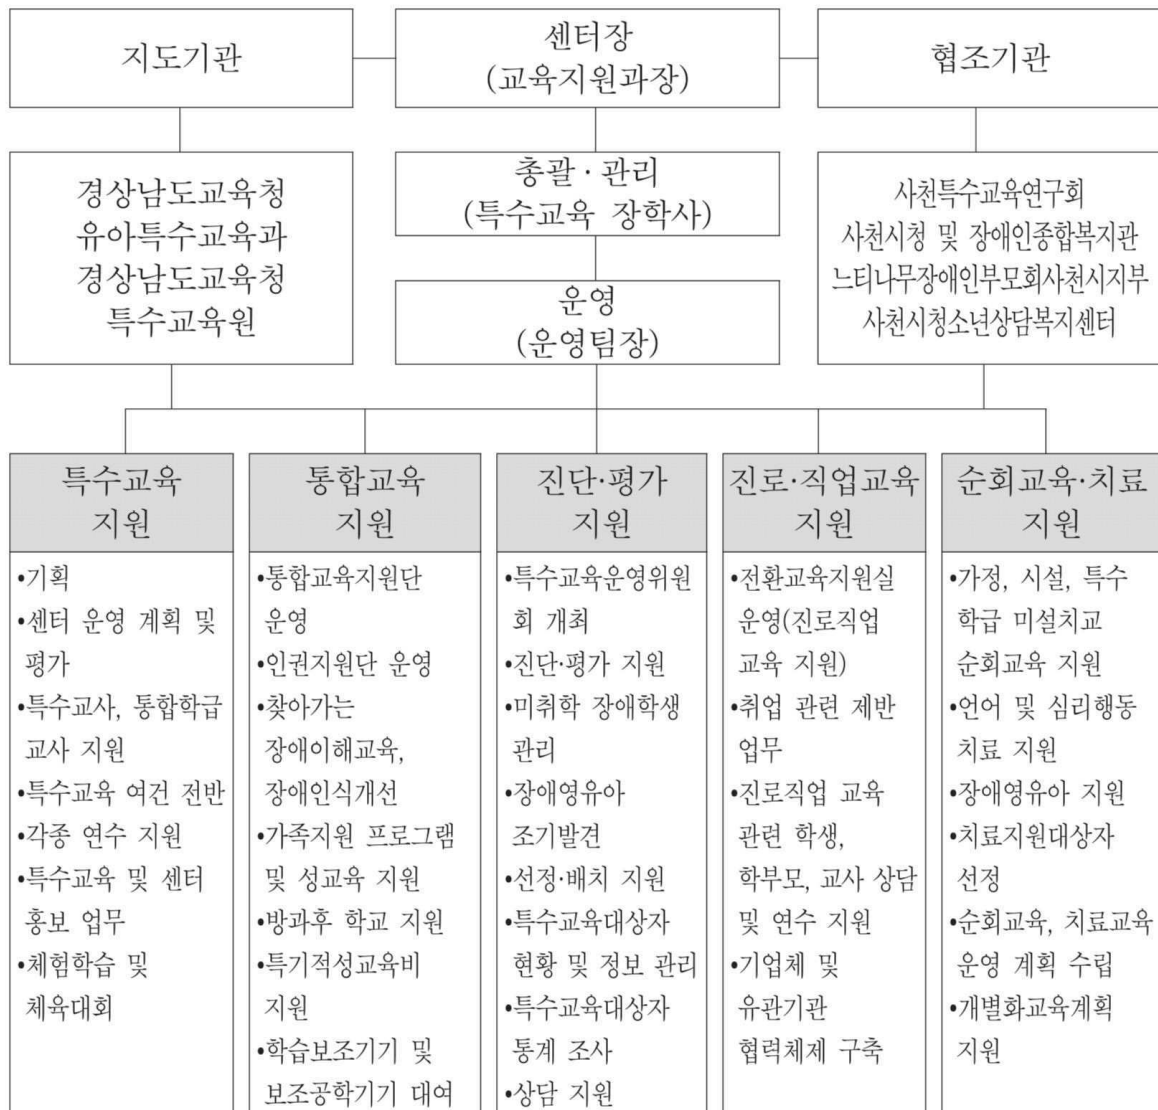 지도기관
센터장
(교육지원과장)
협조기관
경상남도교육청
유아특수교육과
경상남도교육청
특수교육원
총괄·관리
(특수교육 장학사)
운영
(운영팀장)
사천특수교육연구회
사천시청 및 장애인종합복지관
느티나무장애인부모회사천시지부
사천시청소년상담복지센터
특수교육
지원
•기획
•센터 운영 계획 및
평가
•특수교사, 통합학급
교사 지원
•특수교육 여건 전반
•각종 연수 지원
•특수교육 및 센터
홍보 업무
•체험학습 및
체육대회
통합교육
지원
•통합교육지원단
운영
•인권지원단 운영
•찾아가는
장애이해교육,
장애인식개선
•가족지원 프로그램
및 성교육 지원
•방과후 학교 지원
•특기적성교육비
지원
•학습보조기기 및
보조공학기기 대여
진단·평가
지원
•특수교육운영위원
회 개최
•진단·평가 지원
•미취학 장애학생
관리
•장애영유아
조기발견
•선정·배치 지원
•특수교육대상자
현황 및 정보 관리
•특수교육대상자
통계 조사
•상담 지원
진로·직업교육
지원
•전환교육지원실
운영(진로직업
교육 지원)
•취업 관련 제반
업무
•진로직업 교육
관련 학생,
학부모, 교사 상담
및 연수 지원
•기업체 및
유관기관
협력체제 구축
순회교육·치료
지원
•가정, 시설, 특수
학급 미설치교
순회교육 지원
•언어 및 심리행동
치료 지원
•장애영유아 지원
•치료지원대상자
선정
•순회교육, 치료교육
운영 계획 수립
•개별화교육계획
지원